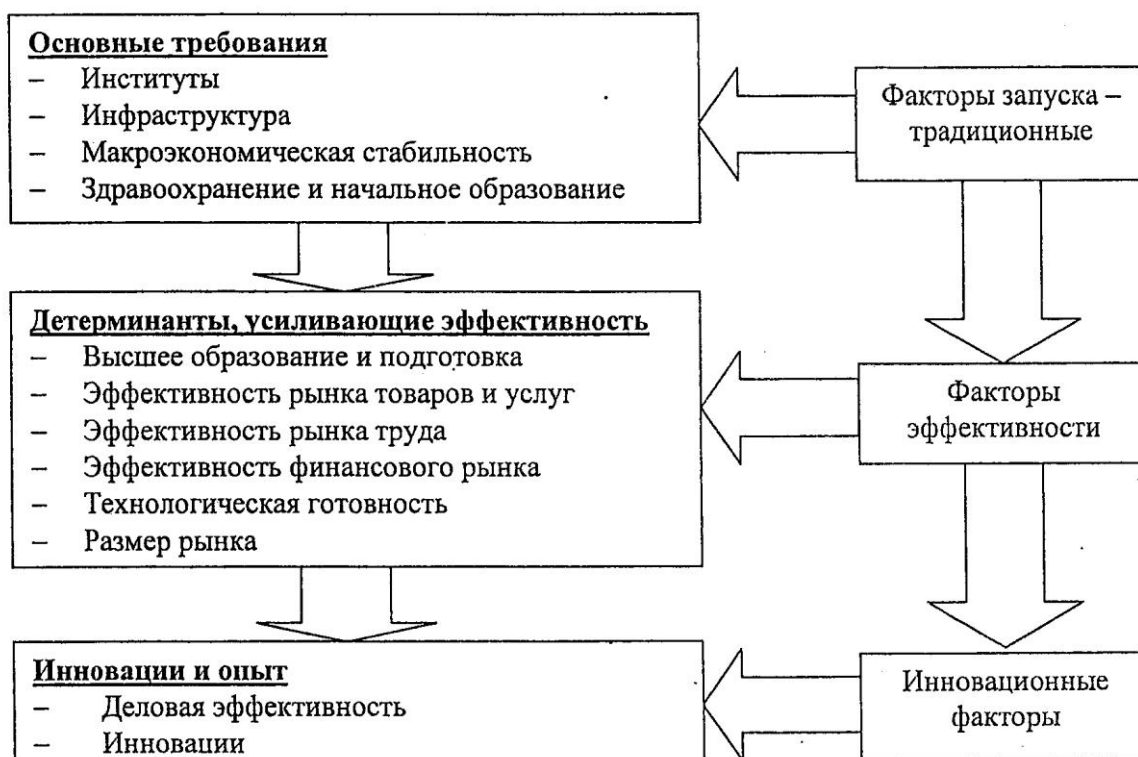 Основные требования
– Институты
– Инфраструктура
– Макроэкономическая стабильность
– Здравоохранение и начальное образование
Факторы запуска –
традиционные
Детерминанты, усиливающие эффективность
– Высшее образование и подготовка
– Эффективность рынка товаров и услуг
– Эффективность рынка труда
– Эффективность финансового рынка
– Технологическая готовность
– Размер рынка
Факторы
эффективности
Инновации и опыт
– Деловая эффективность
– Инновации
Инновационные
факторы